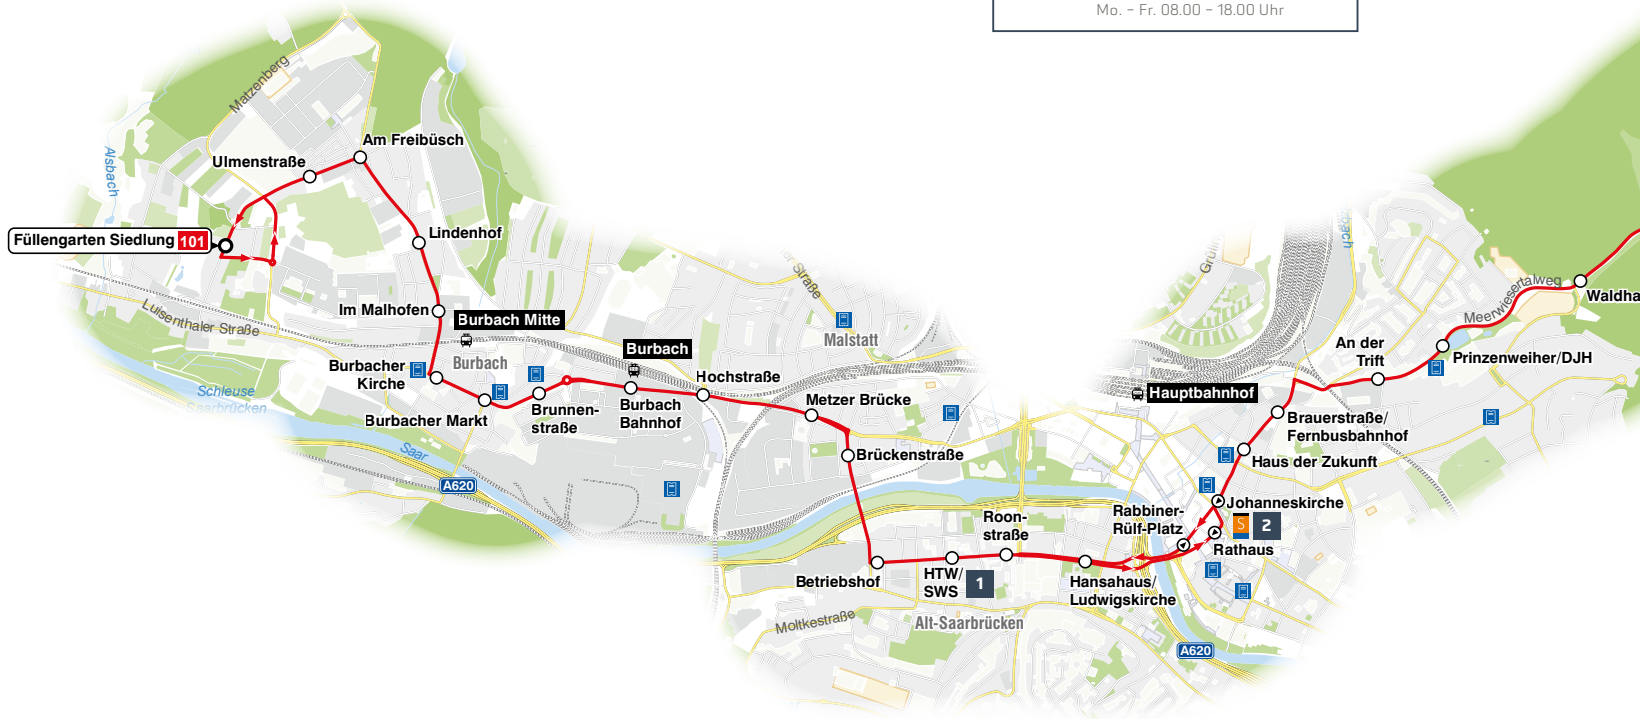 Mo. – Fr. 08.00 – 18.00 Uhr
Matzenberg
Am Freibüsch
Ulmenstraße
Alsbach
Füllengarten Siedlung 101
Lindenhof
Luisenthaler Straße
Im Malhofen
Burbach Mitte
Burbach
Burbacher
Kirche
Schleuse
Saarbrücken
Burbacher Markt
Saar
A620
Brunnen-
straße
Burbach
Burbach
Bahnhof
Hochstraße
Straße
Malstatt
Metzer Brücke
Brückenstraße
Betriebshof
HTW/
SWS
1
Roon-
straße
Moltkestraße
Alt-Saarbrücken
Hansahaus/
Ludwigskirche
Rabbiner-
Rülf-Platz
Hauptbahnhof
Johanneskirche
S
2
Rathaus
A620
Haus der Zukunft
Brauerstraße/
Fernbusbahnhof
An der
Trift
Prinzenweiher/DJH
Meerwiesertalweg
Waldha